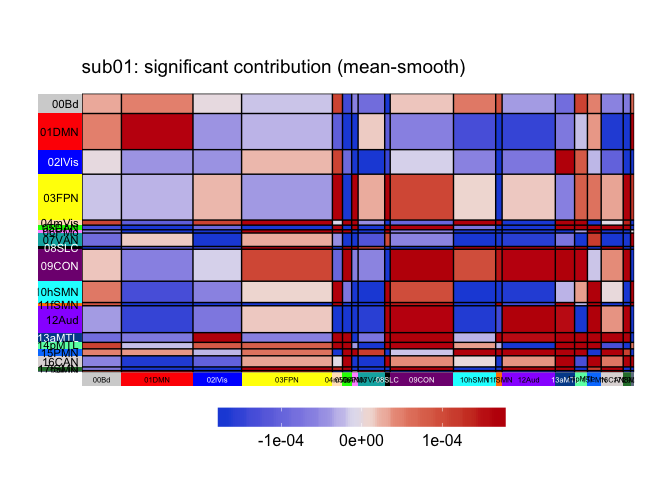 sub01: significant contribution (mean-smooth)
00Bd
01DMN
02lVis
03FPN
04mVis
07VAN
08SLC
09CON
10hSMN
11fSMN
12Aud
13aMTL
14pMTL
15PMN
16CAN
00Bd 01DMN 02lVis 03FPN 09CON 10hSMN 12Aud
-1e-04 0e+00 1e-04